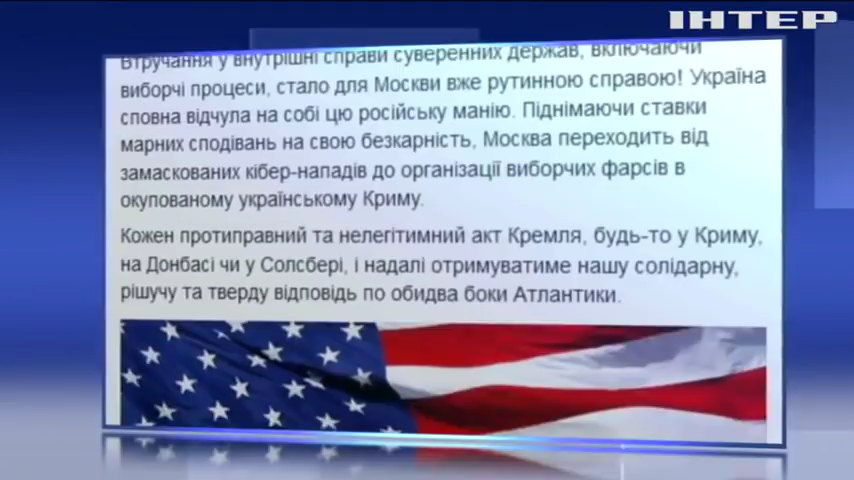 ІНТЕР
Втручання у внутрішні справи суверенних держав, включаючи
виборчі процеси, стало для Москви вже рутинною справою! Україна
сповна відчула на собі цю російську манію. Піднімаючи ставки
марних сподівань на свою безкарність, Москва переходить від
замаскованих кібер-нападів до організації виборчих фарсів в
окупованому українському Криму.
Кожен протиправний та нелегітимний акт Кремля, будь-то у Криму,
на Донбасі чи у Солсбері, і надалі отримуватиме нашу солідарну,
рішучу та тверду відповідь по обидва боки Атлантики.